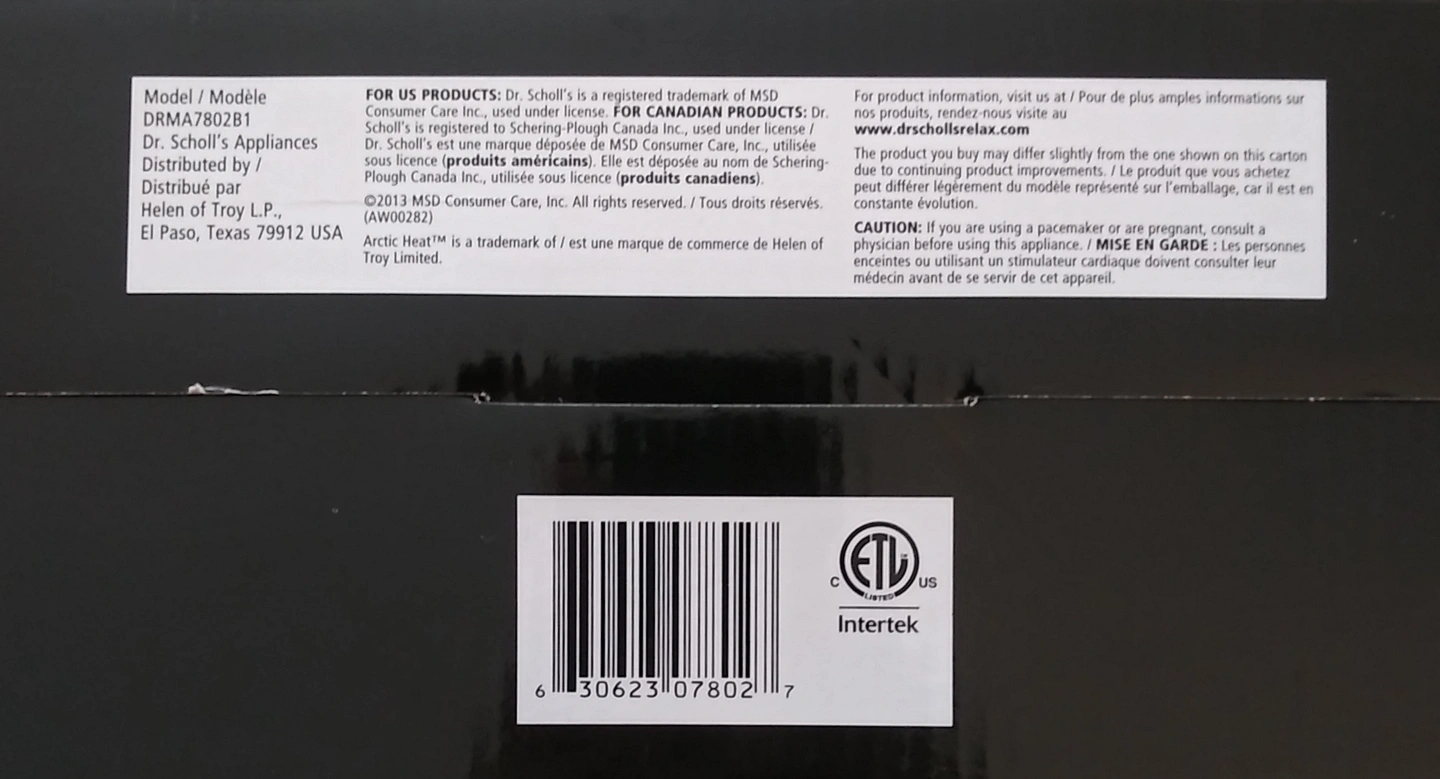 Model / Modèle
DRMA7802B1
Dr. Scholl's Appliances
Distributed by /
Distribué par
Helen of Troy L.P.,
El Paso, Texas 79912 USA
FOR US PRODUCTS: Dr. Scholl's is a registered trademark of MSD
Consumer Care Inc., used under license. FOR CANADIAN PRODUCTS: Dr.
Scholl's is registered to Schering-Plough Canada Inc., used under license /
Dr. Scholl's est une marque déposée de MSD Consumer Care, Inc., utilisée
sous licence (produits américains). Elle est déposée au nom de Schering-
Plough Canada Inc., utilisée sous licence (produits canadiens).
©2013 MSD Consumer Care, Inc. All rights reserved. / Tous droits réservés.
(AW00282)
Arctic Heat™ is a trademark of / est une marque de commerce de Helen of
Troy Limited.
For product information, visit us at / Pour de plus amples informations sur
nos produits, rendez-nous visite au
www.drschollsrelax.com
The product you buy may differ slightly from the one shown on this carton
due to continuing product improvements. / Le produit que vous achetez
peut différer légèrement du modèle représenté sur l'emballage, car il est en
constante évolution.
CAUTION: If you are using a pacemaker or are pregnant, consult a
physician before using this appliance. / MISE EN GARDE : Les personnes
enceintes ou utilisant un stimulateur cardiaque doivent consulter leur
médecin avant de se servir de cet appareil.
6 30623 07802 7
C ETL US
LISTED
Intertek